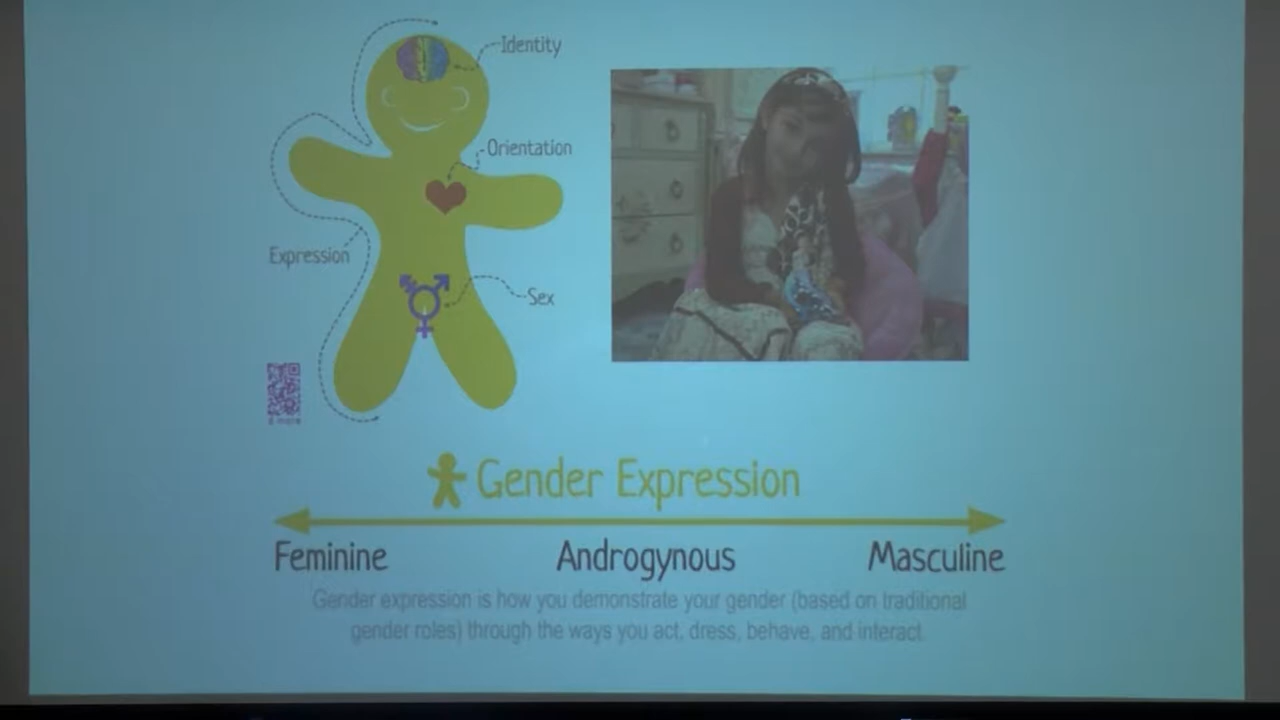 Identity
Orientation
Expression
Sex
& more
Gender Expression
Feminine Androgynous Masculine
Gender expression is how you demonstrate your gender (based on traditional
gender roles) through the ways you act, dress, behave, and interact.